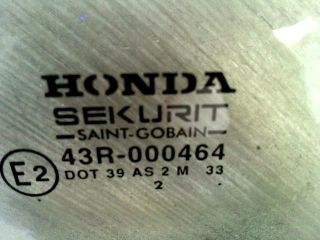 HONDA
SEKURIT
SAINT-GOBAIN
E2 43R-000464
DOT 39 AS 2 M 33
2